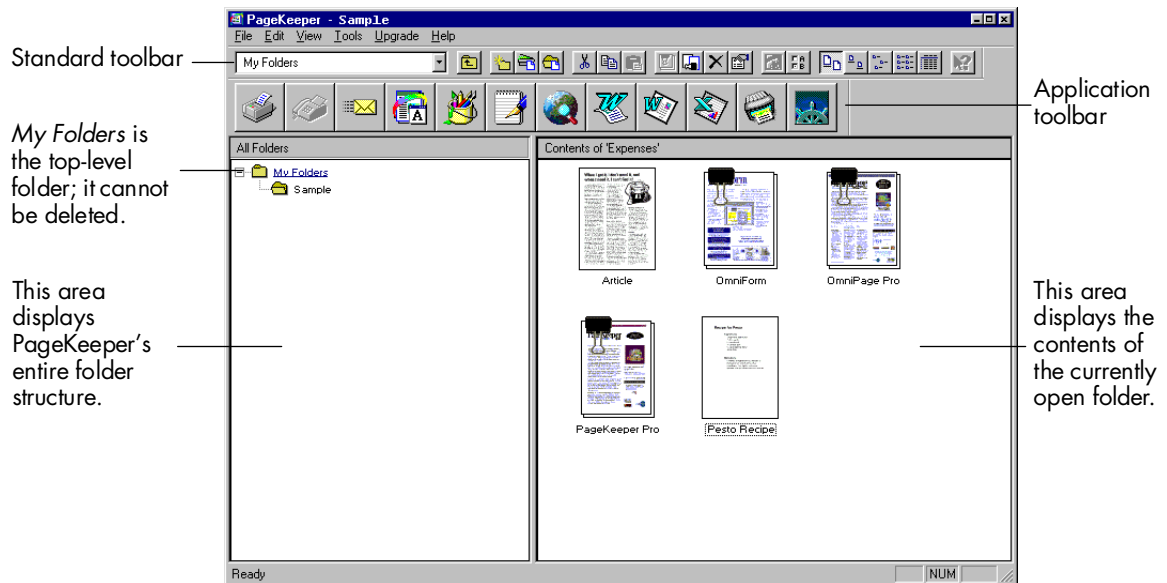 PageKeeper - Sample
File Edit View Tools Upgrade Help
Standard toolbar
My Folders
Application
toolbar
My Folders is
the top-level
folder; it cannot
be deleted.
All Folders
My Folders
Sample
Contents of 'Expenses'
Article
OmniForm
OmniPage Pro
PageKeeper Pro
Recipe for Pesto
Pesto Recipe
This area
displays
PageKeeper's
entire folder
structure.
This area
displays the
contents of
the currently
open folder.
Ready
NUM